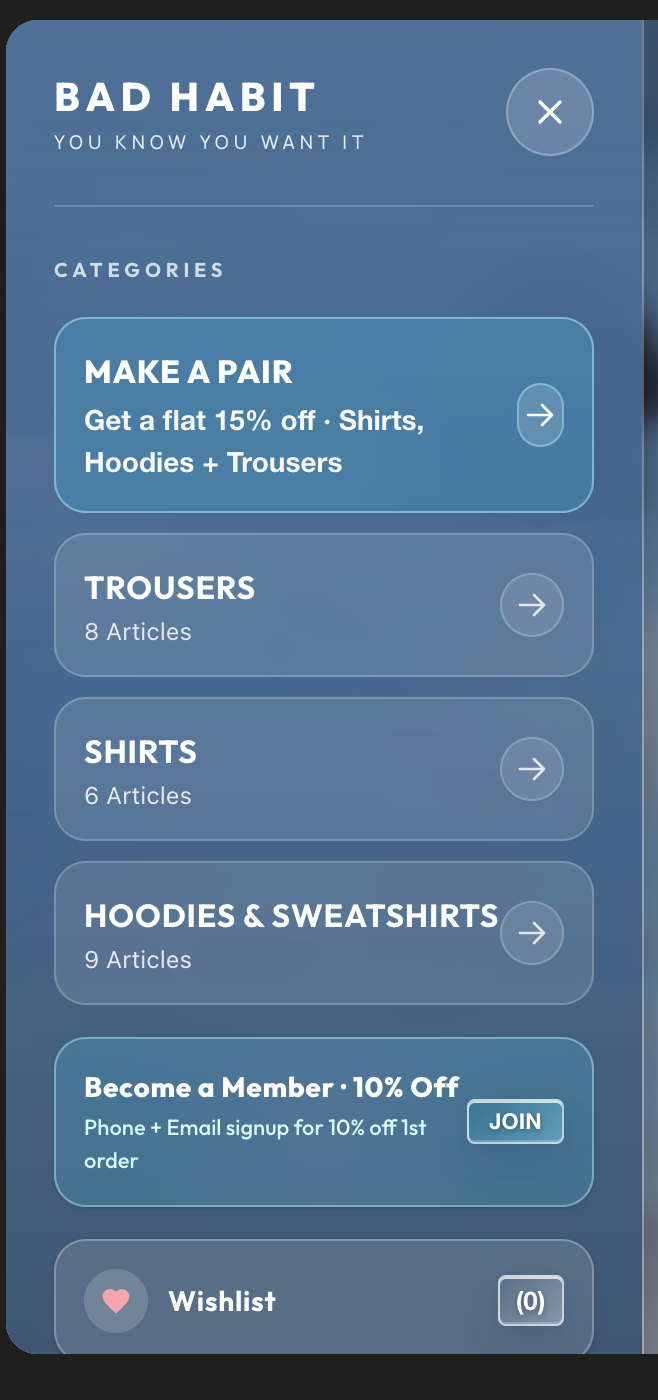 BAD HABIT
YOU KNOW YOU WANT IT
CATEGORIES
MAKE A PAIR
Get a flat 15% off · Shirts,
Hoodies + Trousers
TROUSERS
8 Articles
SHIRTS
6 Articles
HOODIES & SWEATSHIRTS
9 Articles
Become a Member · 10% Off
Phone + Email signup for 10% off 1st
order
JOIN
Wishlist
(0)